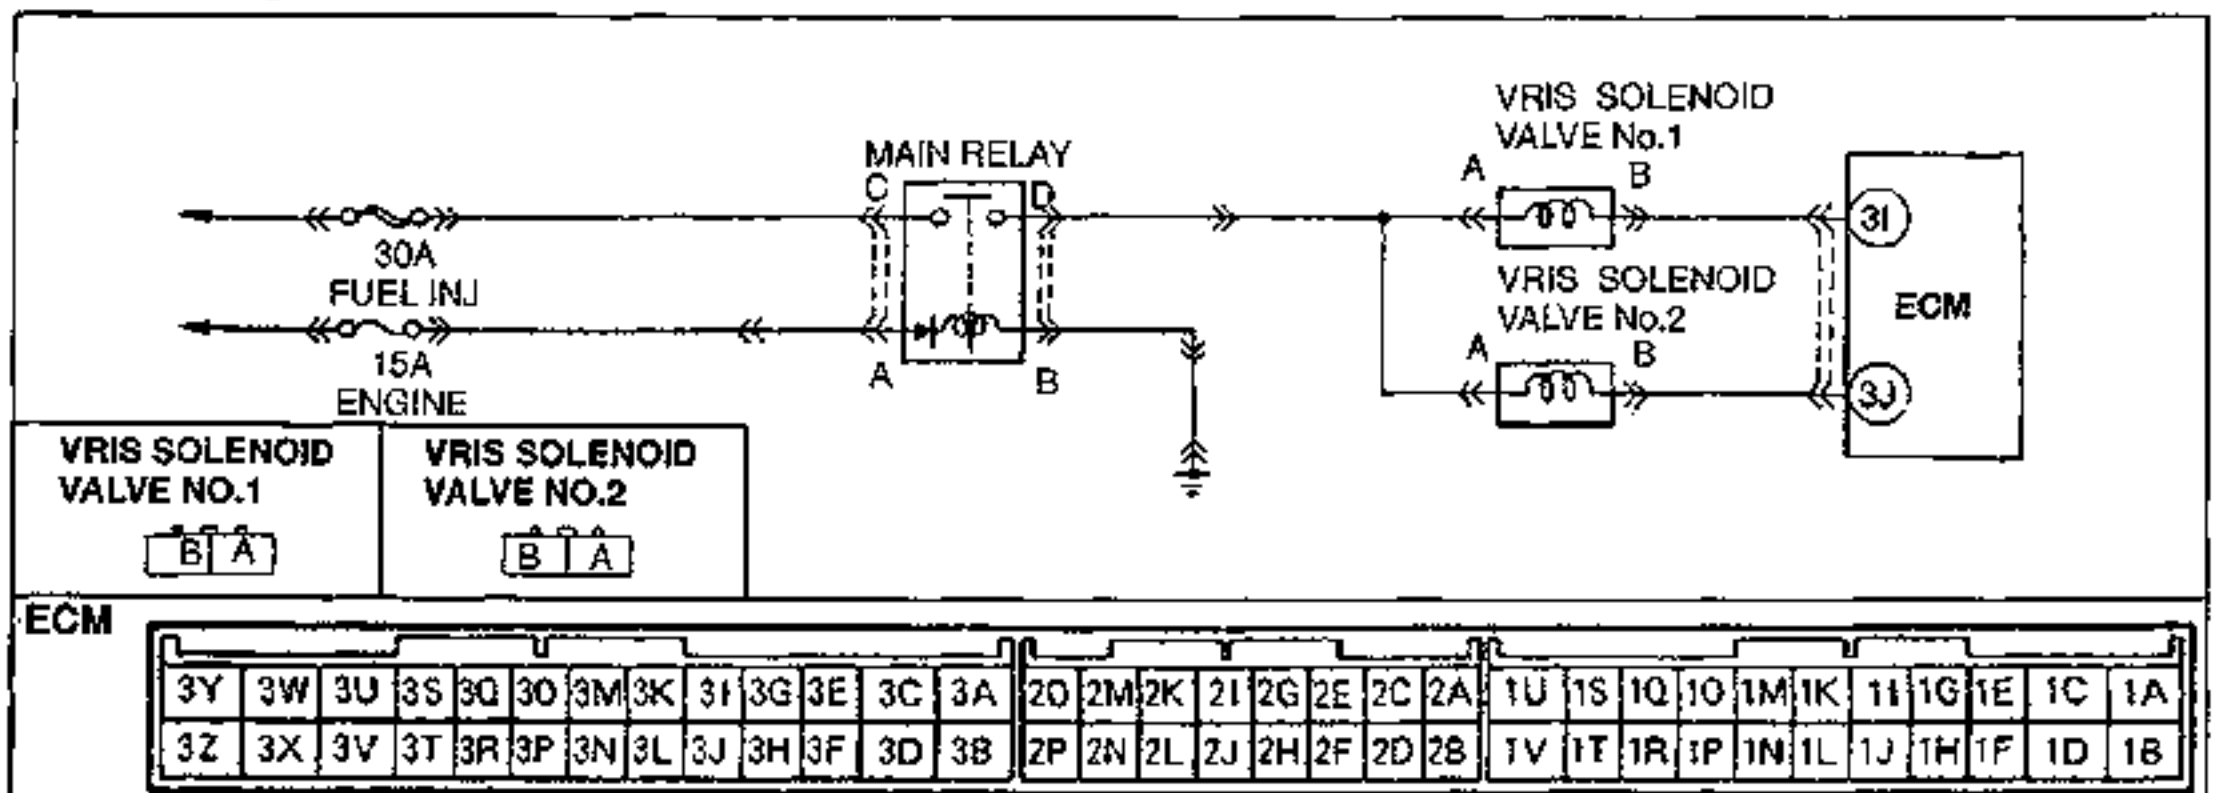 VRIS SOLENOID
VALVE No.1
MAIN RELAY
C
D
A
B
3I
30A
FUEL INJ
VRIS SOLENOID
VALVE No.2
ECM
A
B
15A
ENGINE
A
B
3J
VRIS SOLENOID
VALVE NO.1
B A
VRIS SOLENOID
VALVE NO.2
B A
ECM
3Y 3W 3U 3S 3Q 3O 3M 3K 3I 3G 3E 3C 3A 2O 2M 2K 2I 2G 2E 2C 2A 1U 1S 1Q 1O 1M 1K 1I 1G 1E 1C 1A
3Z 3X 3V 3T 3R 3P 3N 3L 3J 3H 3F 3D 3B 2P 2N 2L 2J 2H 2F 2D 2B 1V 1T 1R 1P 1N 1L 1J 1H 1F 1D 1B